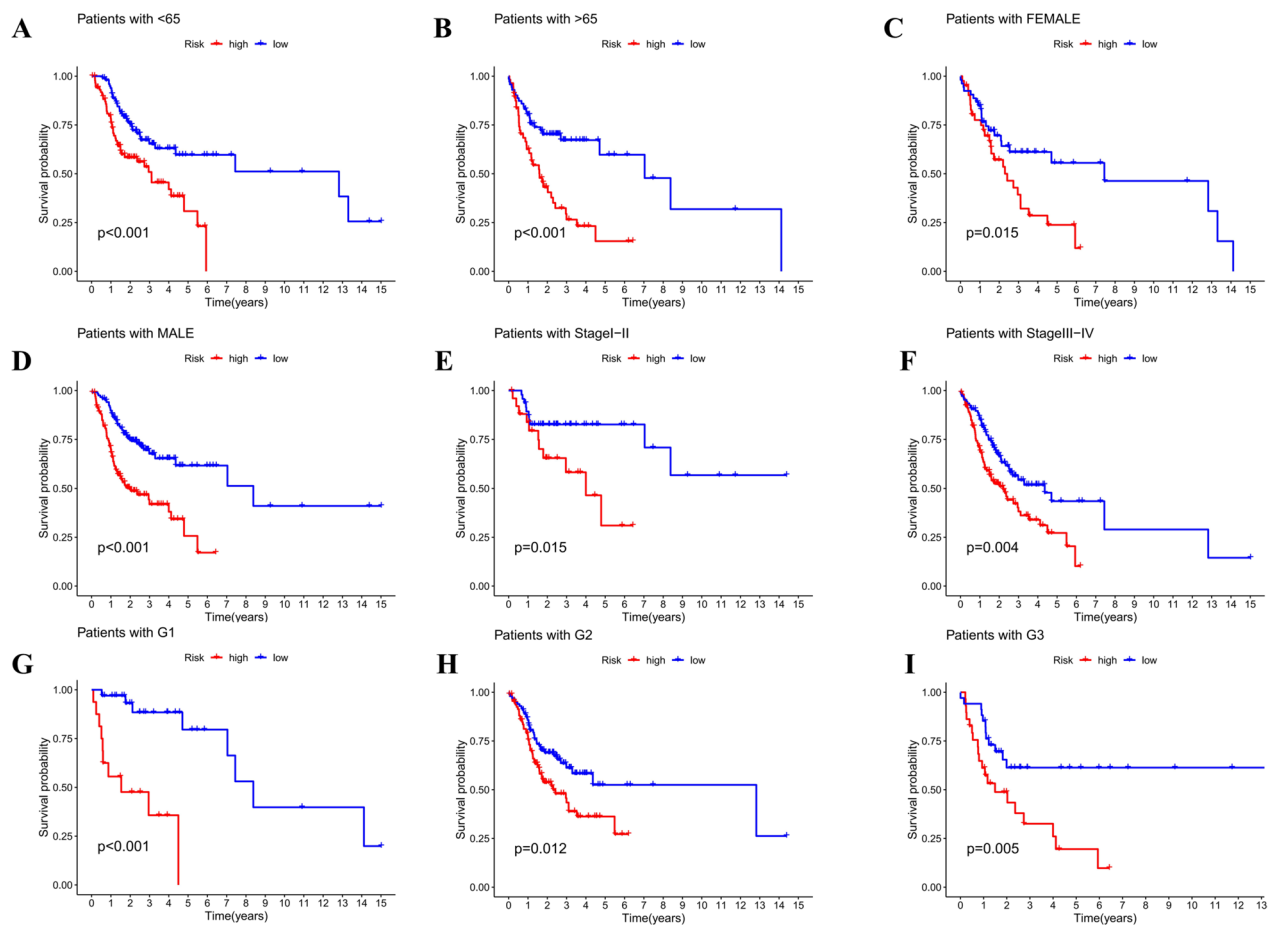 A
Patients with <65
Risk high low
Survival probability
1.00
0.75
0.50
0.25
0.00
p<0.001
0 1 2 3 4 5 6 7 8 9 10 11 12 13 14 15
Time(years)
B
Patients with >65
Risk high low
Survival probability
1.00
0.75
0.50
0.25
0.00
p<0.001
0 1 2 3 4 5 6 7 8 9 10 11 12 13 14 15
Time(years)
C
Patients with FEMALE
Risk high low
Survival probability
1.00
0.75
0.50
0.25
0.00
p=0.015
0 1 2 3 4 5 6 7 8 9 10 11 12 13 14 15
Time(years)
D
Patients with MALE
Risk high low
Survival probability
1.00
0.75
0.50
0.25
0.00
p<0.001
0 1 2 3 4 5 6 7 8 9 10 11 12 13 14 15
Time(years)
E
Patients with StageI−II
Risk high low
Survival probability
1.00
0.75
0.50
0.25
0.00
p=0.015
0 1 2 3 4 5 6 7 8 9 10 11 12 13 14 15
Time(years)
F
Patients with StageIII−IV
Risk high low
Survival probability
1.00
0.75
0.50
0.25
0.00
p=0.004
0 1 2 3 4 5 6 7 8 9 10 11 12 13 14 15
Time(years)
G
Patients with G1
Risk high low
Survival probability
1.00
0.75
0.50
0.25
0.00
p<0.001
0 1 2 3 4 5 6 7 8 9 10 11 12 13 14 15
Time(years)
H
Patients with G2
Risk high low
Survival probability
1.00
0.75
0.50
0.25
0.00
p=0.012
0 1 2 3 4 5 6 7 8 9 10 11 12 13 14 15
Time(years)
I
Patients with G3
Risk high low
Survival probability
1.00
0.75
0.50
0.25
0.00
p=0.005
0 1 2 3 4 5 6 7 8 9 10 11 12 13
Time(years)